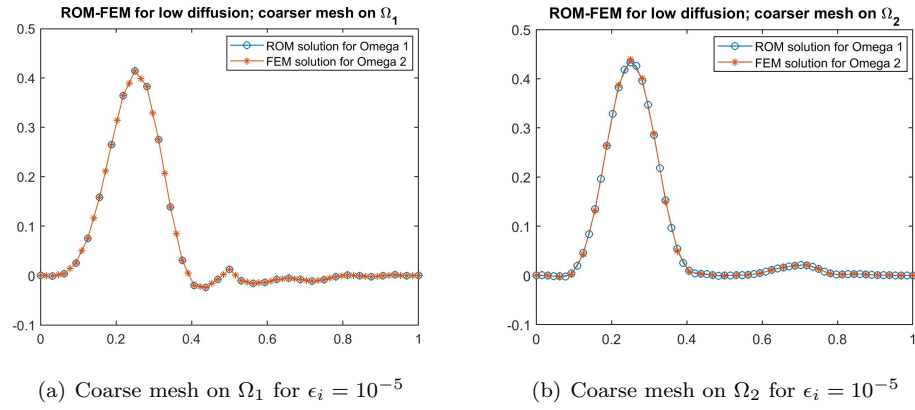 ROM-FEM for low diffusion; coarser mesh on Ω₁
ROM solution for Omega 1
FEM solution for Omega 2
0.5
0.4
0.3
0.2
0.1
0
-0.1
0 0.2 0.4 0.6 0.8 1
(a) Coarse mesh on Ω₁ for ϵᵢ = 10⁻⁵
ROM-FEM for low diffusion; coarser mesh on Ω₂
ROM solution for Omega 1
FEM solution for Omega 2
0.5
0.4
0.3
0.2
0.1
0
-0.1
0 0.2 0.4 0.6 0.8 1
(b) Coarse mesh on Ω₂ for ϵᵢ = 10⁻⁵